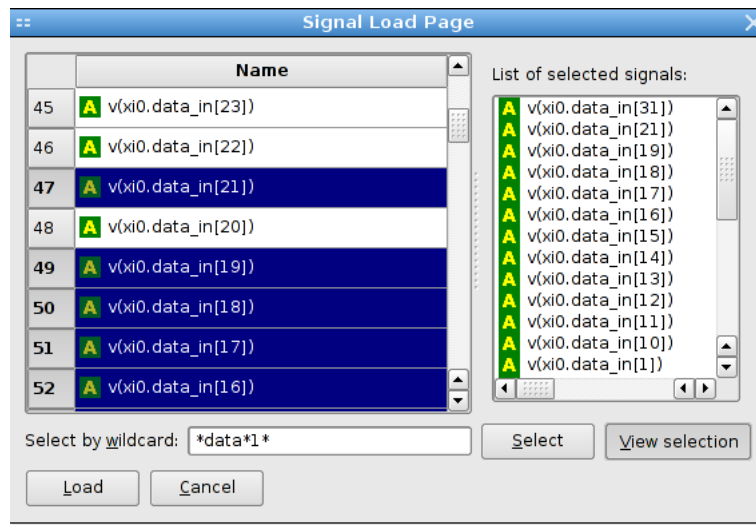 Signal Load Page
Name
45 A v(xi0.data_in[23])
46 A v(xi0.data_in[22])
47 A v(xi0.data_in[21])
48 A v(xi0.data_in[20])
49 A v(xi0.data_in[19])
50 A v(xi0.data_in[18])
51 A v(xi0.data_in[17])
52 A v(xi0.data_in[16])
List of selected signals:
A v(xi0.data_in[31])
A v(xi0.data_in[21])
A v(xi0.data_in[19])
A v(xi0.data_in[18])
A v(xi0.data_in[17])
A v(xi0.data_in[16])
A v(xi0.data_in[15])
A v(xi0.data_in[14])
A v(xi0.data_in[13])
A v(xi0.data_in[12])
A v(xi0.data_in[11])
A v(xi0.data_in[10])
A v(xi0.data_in[1])
Select by wildcard: *data*1* Select View selection
Load Cancel